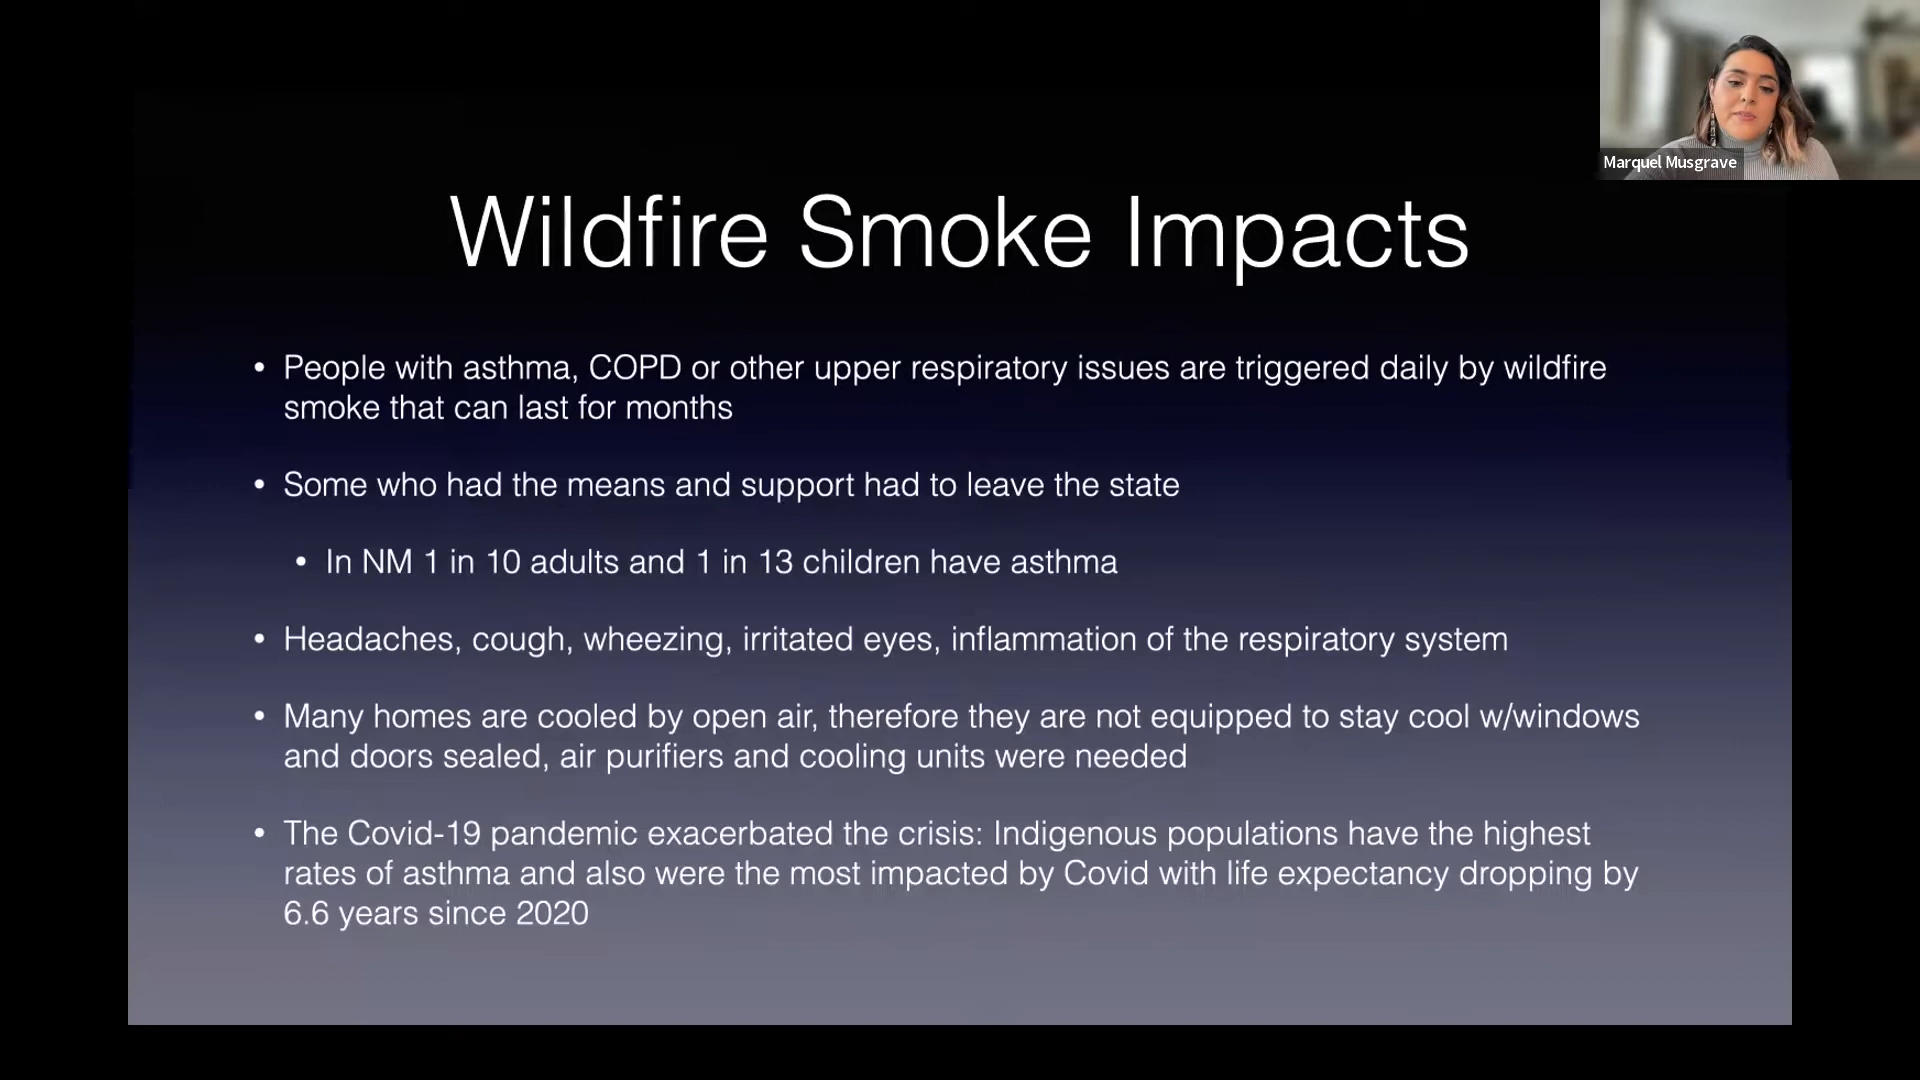 Marquel Musgrave
Wildfire Smoke Impacts
• People with asthma, COPD or other upper respiratory issues are triggered daily by wildfire
smoke that can last for months
• Some who had the means and support had to leave the state
• In NM 1 in 10 adults and 1 in 13 children have asthma
• Headaches, cough, wheezing, irritated eyes, inflammation of the respiratory system
• Many homes are cooled by open air, therefore they are not equipped to stay cool w/windows
and doors sealed, air purifiers and cooling units were needed
• The Covid-19 pandemic exacerbated the crisis: Indigenous populations have the highest
rates of asthma and also were the most impacted by Covid with life expectancy dropping by
6.6 years since 2020